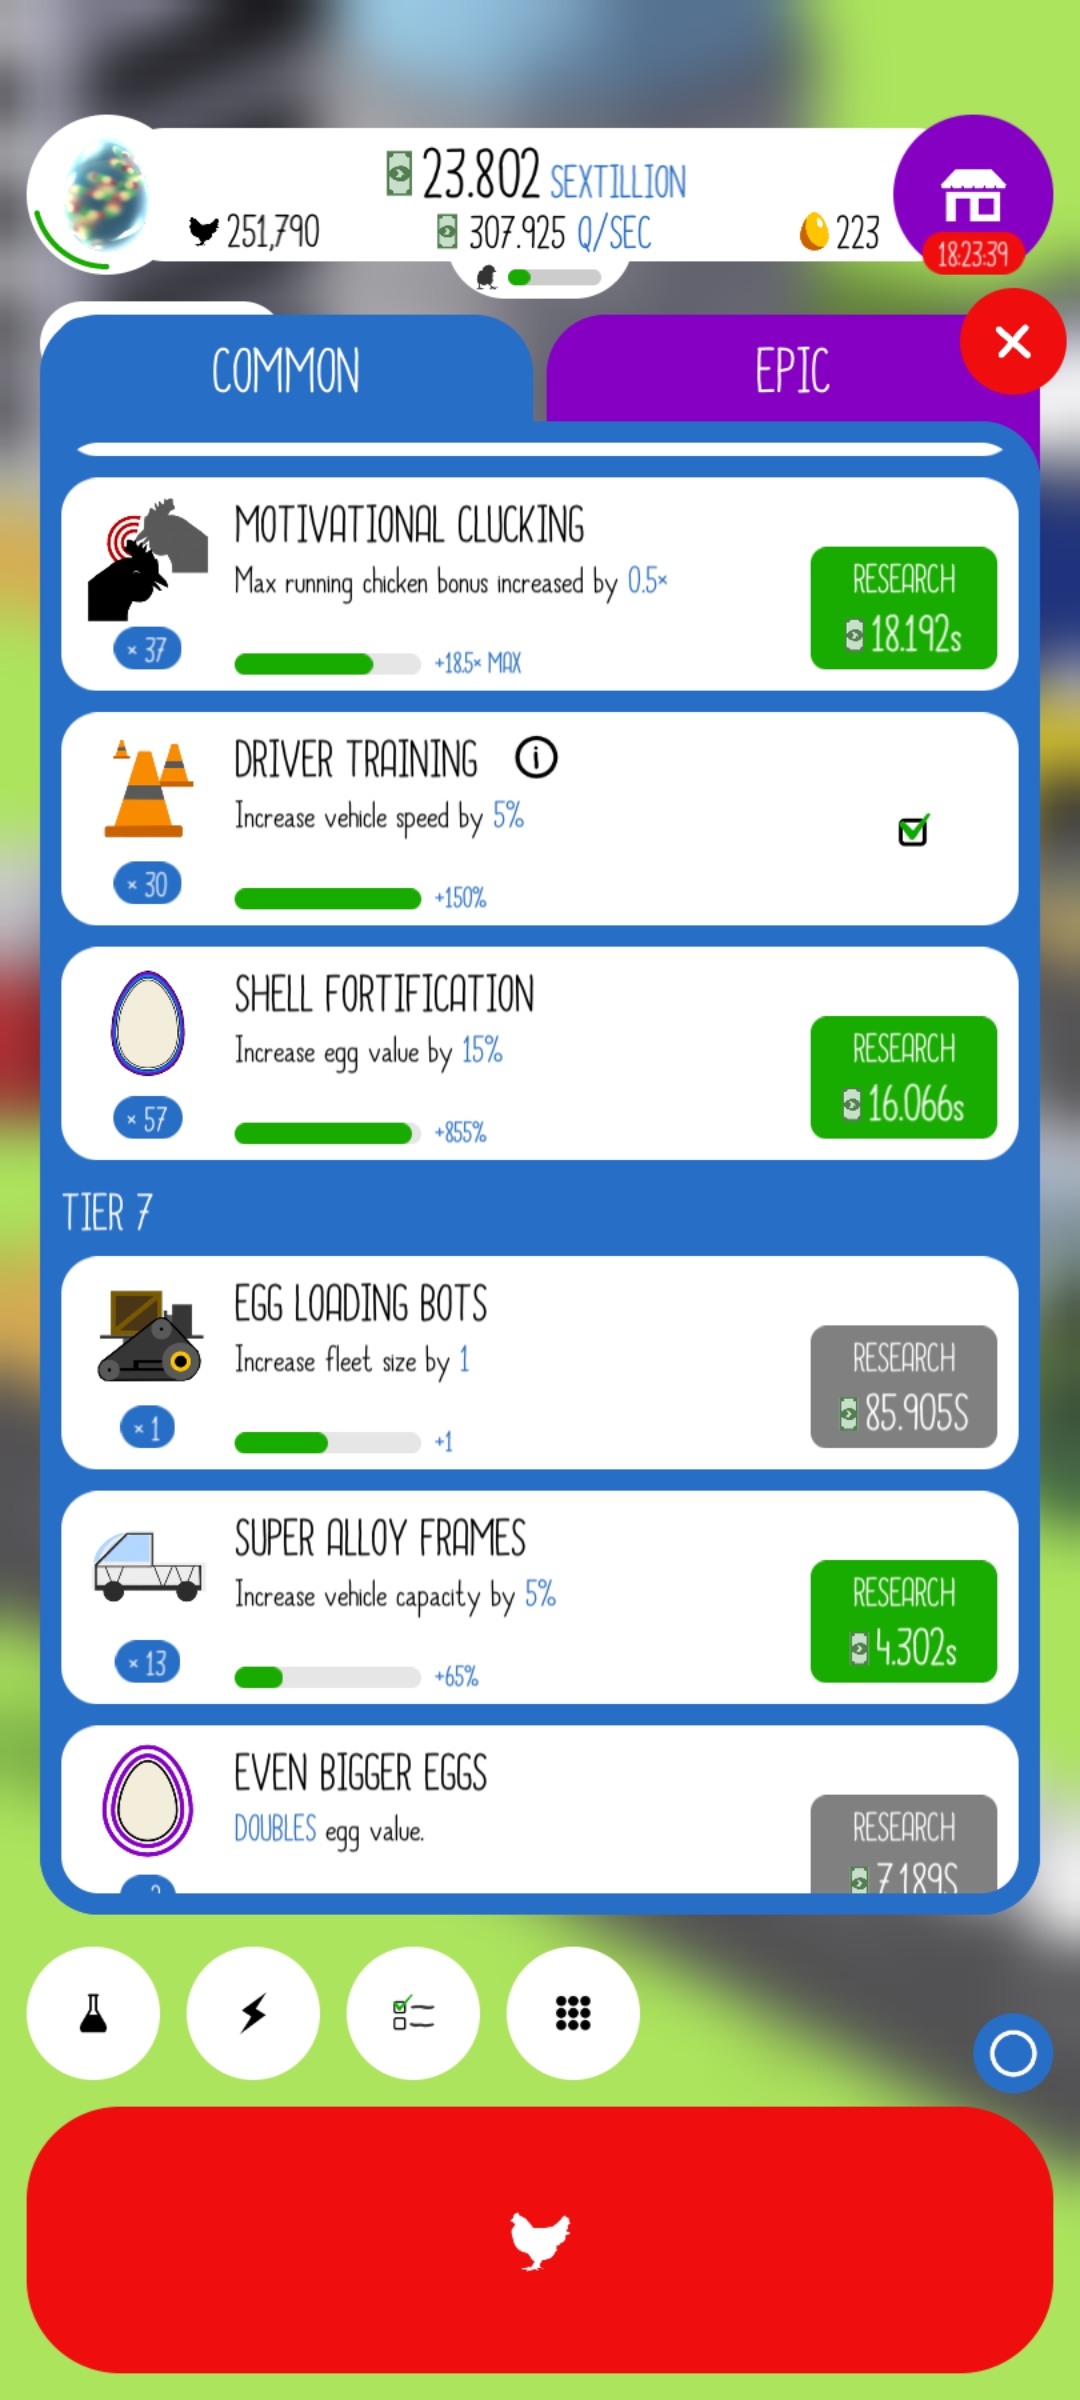 23.802 SEXTILLION
251,790
307.925 Q/SEC
223
18:23:39
COMMON
EPIC
MOTIVATIONAL CLUCKING
Max running chicken bonus increased by 0.5×
RESEARCH
18.192s
× 37
+18.5× MAX
DRIVER TRAINING i
Increase vehicle speed by 5%
× 30
+150%
SHELL FORTIFICATION
Increase egg value by 15%
RESEARCH
16.066s
× 57
+855%
TIER 7
EGG LOADING BOTS
Increase fleet size by 1
RESEARCH
85.905S
× 1
+1
SUPER ALLOY FRAMES
Increase vehicle capacity by 5%
RESEARCH
4.302s
× 13
+65%
EVEN BIGGER EGGS
DOUBLES egg value.
RESEARCH
7.189S